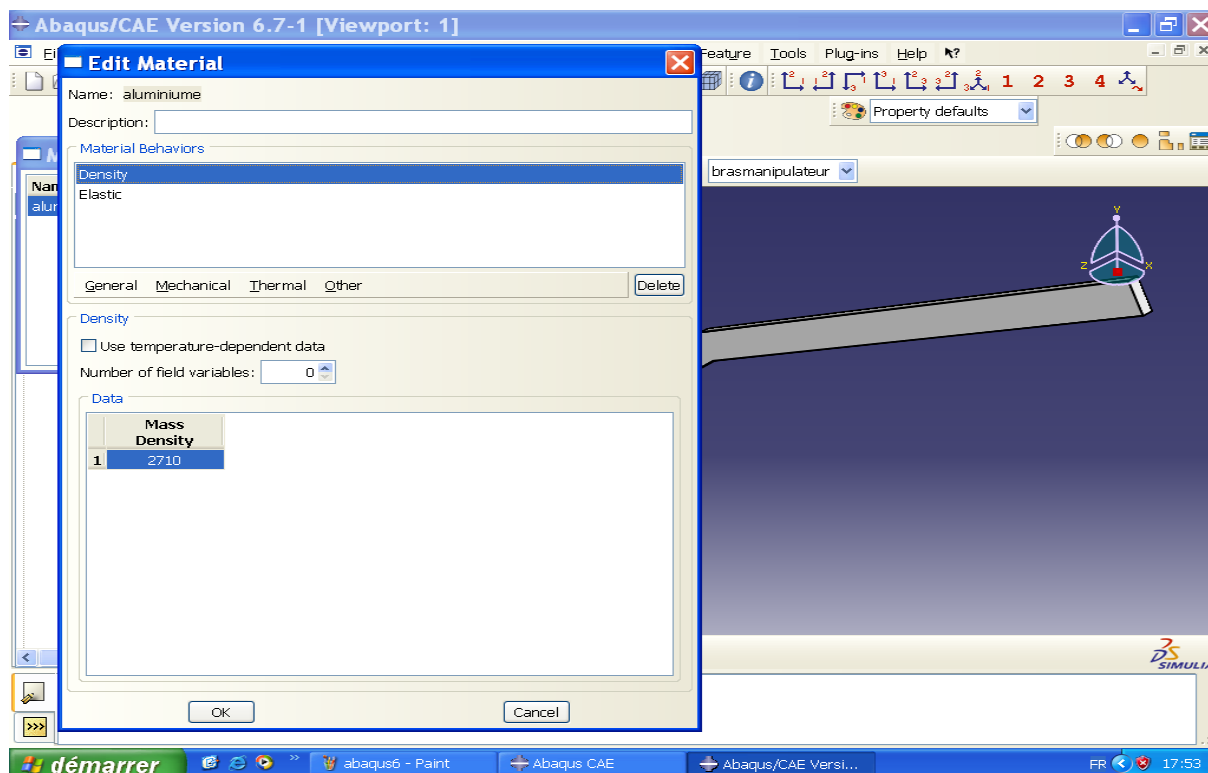 Abaqus/CAE Version 6.7-1 [Viewport: 1]
Feature Tools Plug-ins Help
Edit Material
Name: aluminiume
1 2 3 4
Description:
Property defaults
Material Behaviors
Density
brasmanipulateur
Elastic
Y
Z X
General Mechanical Thermal Other Delete
Density
Use temperature-dependent data
Number of field variables: 0
Data
Mass
Density
1 2710
SIMULIA
OK Cancel
>>>
démarrer abaqus6 - Paint Abaqus CAE Abaqus/CAE Versi... FR 17:53